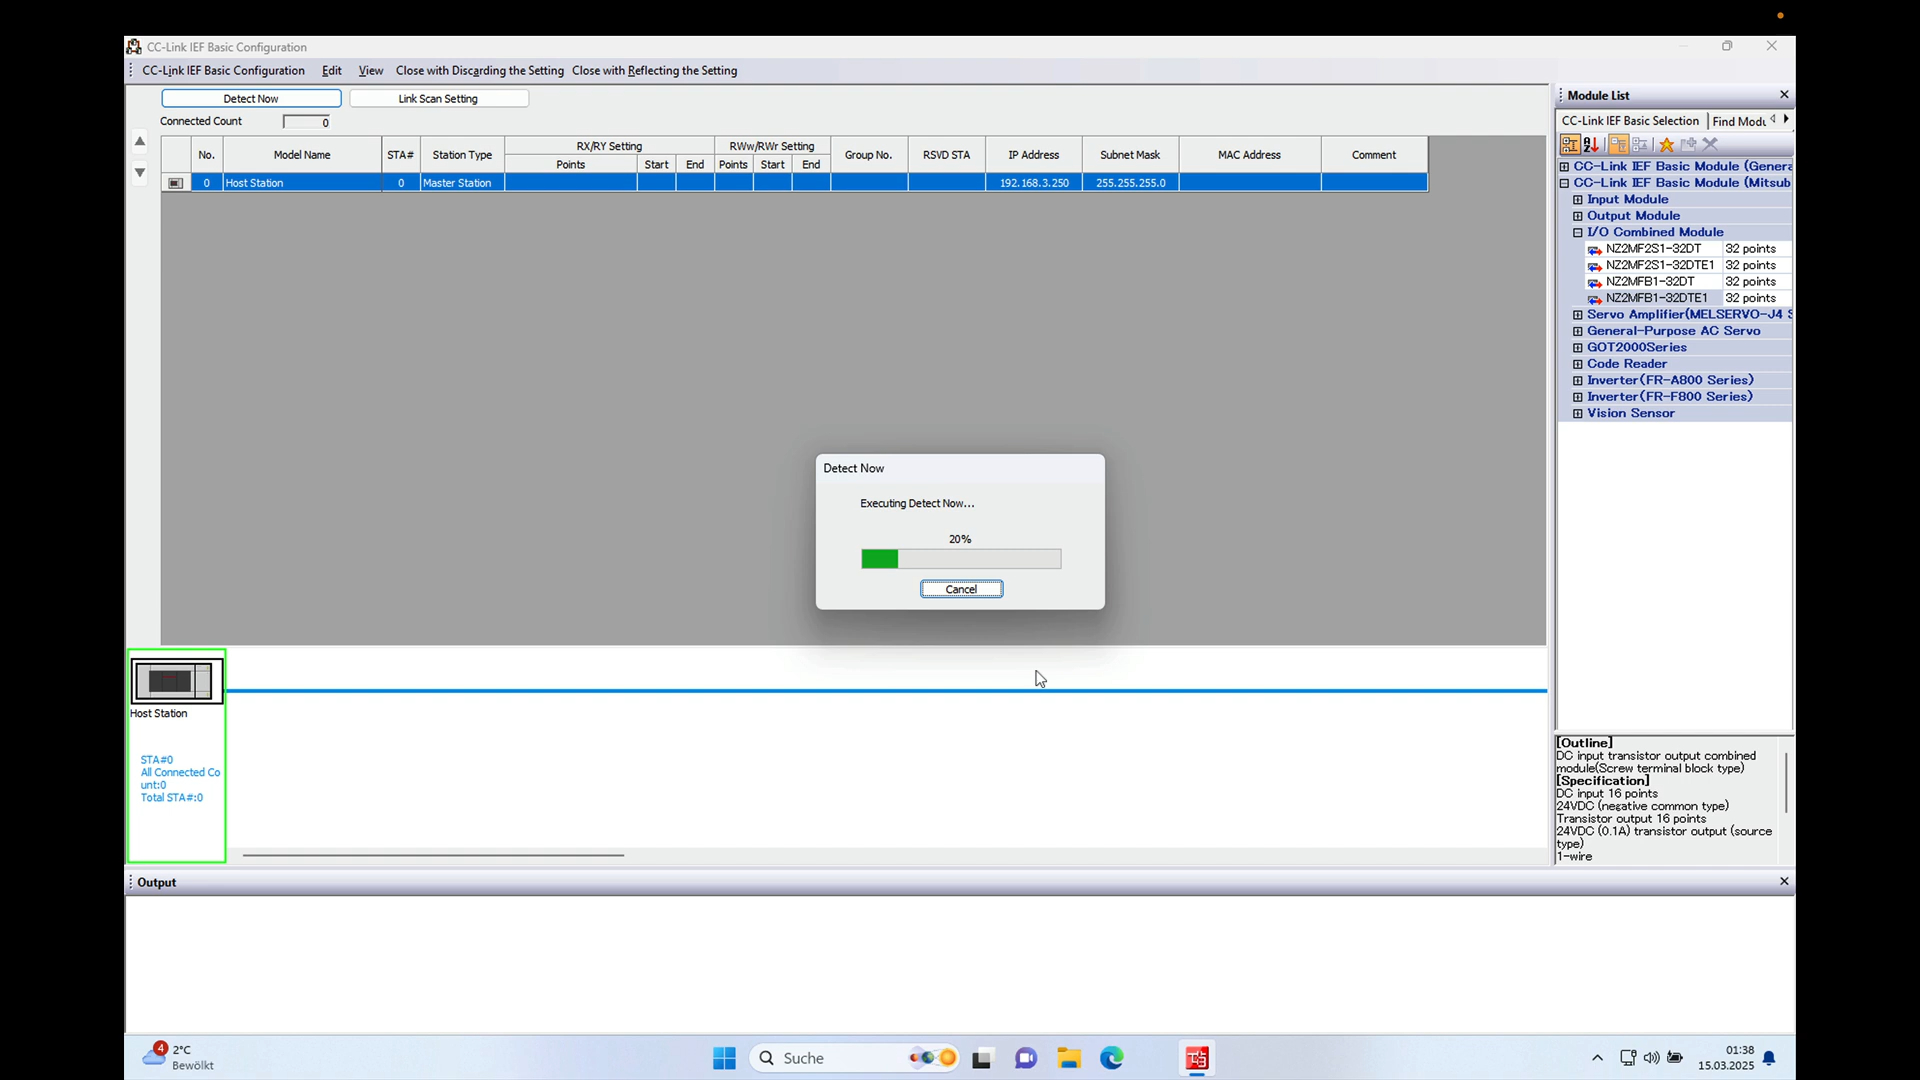 CC-Link IEF Basic Configuration
CC-Link IEF Basic Configuration Edit View Close with Discarding the Setting Close with Reflecting the Setting
Detect Now Link Scan Setting
Connected Count 0
No. Model Name STA# Station Type RX/RY Setting RWw/RWr Setting Group No. RSVD STA IP Address Subnet Mask MAC Address Comment
Points Start End Points Start End
0 Host Station 0 Master Station 192.168.3.250 255.255.255.0
Detect Now
Executing Detect Now...
20%
Cancel
Host Station
STA#0
All Connected Co
unt:0
Total STA#:0
Module List
CC-Link IEF Basic Selection Find Modu
CC-Link IEF Basic Module (Genera
CC-Link IEF Basic Module (Mitsub
Input Module
Output Module
I/O Combined Module
NZ2MF2S1-32DT 32 points
NZ2MF2S1-32DTE1 32 points
NZ2MFB1-32DT 32 points
NZ2MFB1-32DTE1 32 points
Servo Amplifier(MELSERVO-J4 S
General-Purpose AC Servo
GOT2000Series
Code Reader
Inverter(FR-A800 Series)
Inverter(FR-F800 Series)
Vision Sensor
[Outline]
DC input transistor output combined
module(Screw terminal block type)
[Specification]
DC input 16 points
24VDC (negative common type)
Transistor output 16 points
24VDC (0.1A) transistor output (source
type)
1-wire
Output
4
2°C
Bewölkt
Suche
01:38
15.03.2025